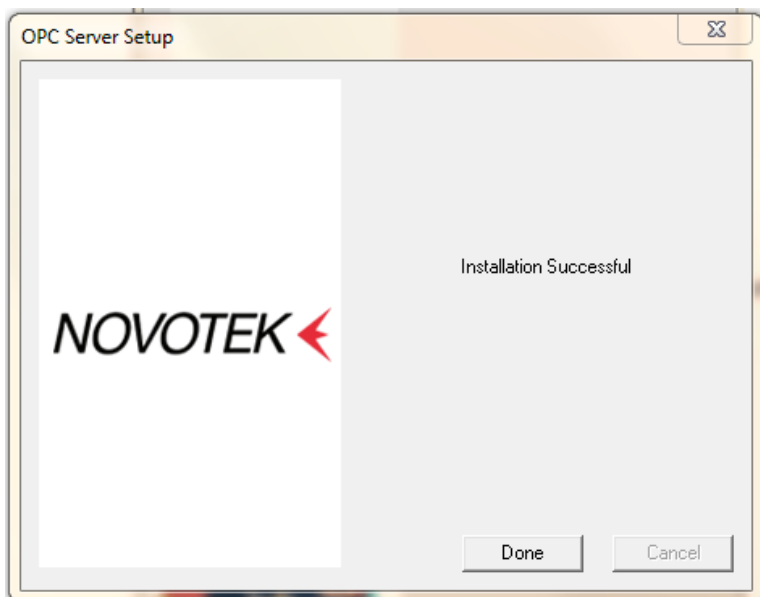 OPC Server Setup
Installation Successful
NOVOTEK
Done
Cancel